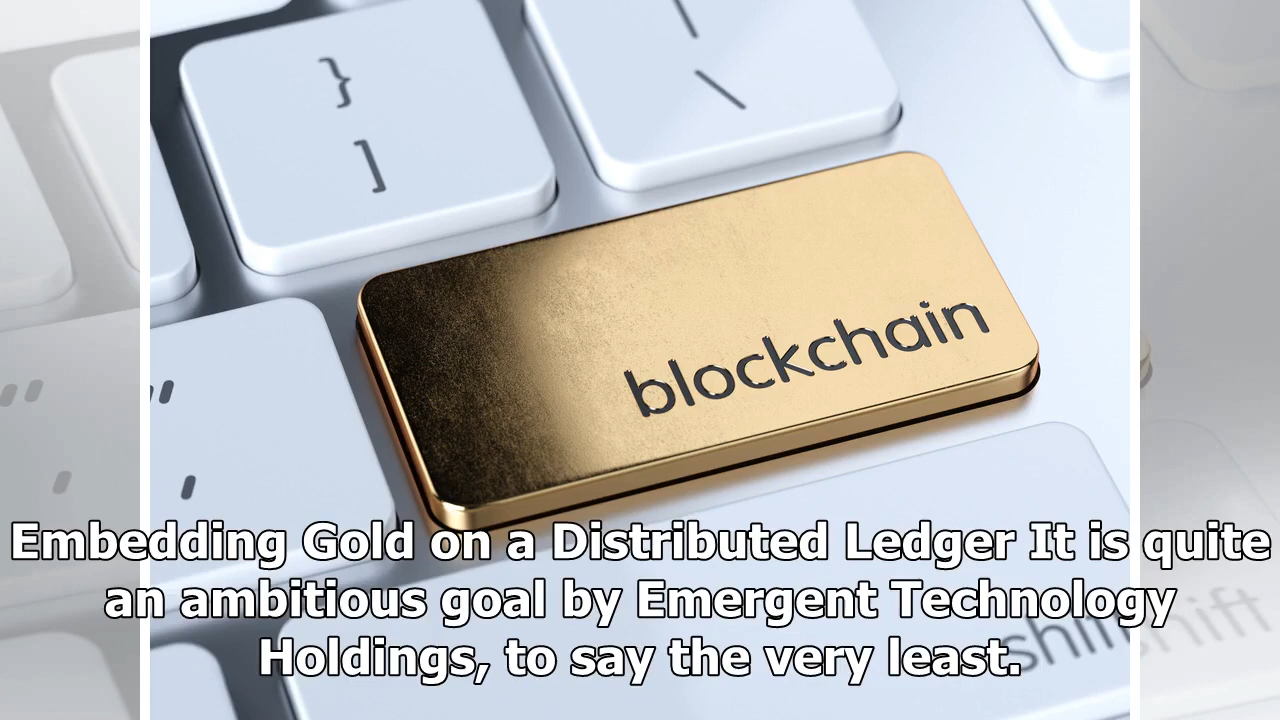 }
]
|
\
blockchain
"
,
Embedding Gold on a Distributed Ledger It is quite
an ambitious goal by Emergent Technology
Holdings, to say the very least.
shift